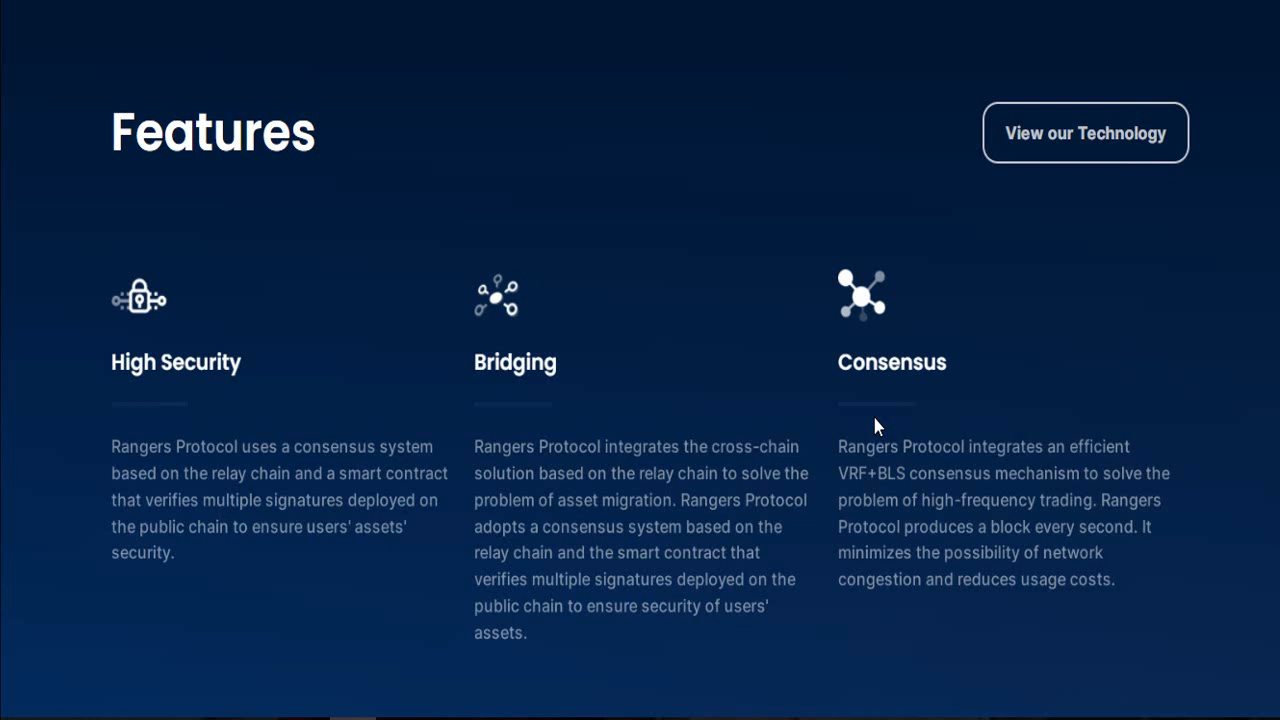 Features
View our Technology
High Security
Rangers Protocol uses a consensus system
based on the relay chain and a smart contract
that verifies multiple signatures deployed on
the public chain to ensure users' assets'
security.
Bridging
Rangers Protocol integrates the cross-chain
solution based on the relay chain to solve the
problem of asset migration. Rangers Protocol
adopts a consensus system based on the
relay chain and the smart contract that
verifies multiple signatures deployed on the
public chain to ensure security of users'
assets.
Consensus
Rangers Protocol integrates an efficient
VRF+BLS consensus mechanism to solve the
problem of high-frequency trading. Rangers
Protocol produces a block every second. It
minimizes the possibility of network
congestion and reduces usage costs.